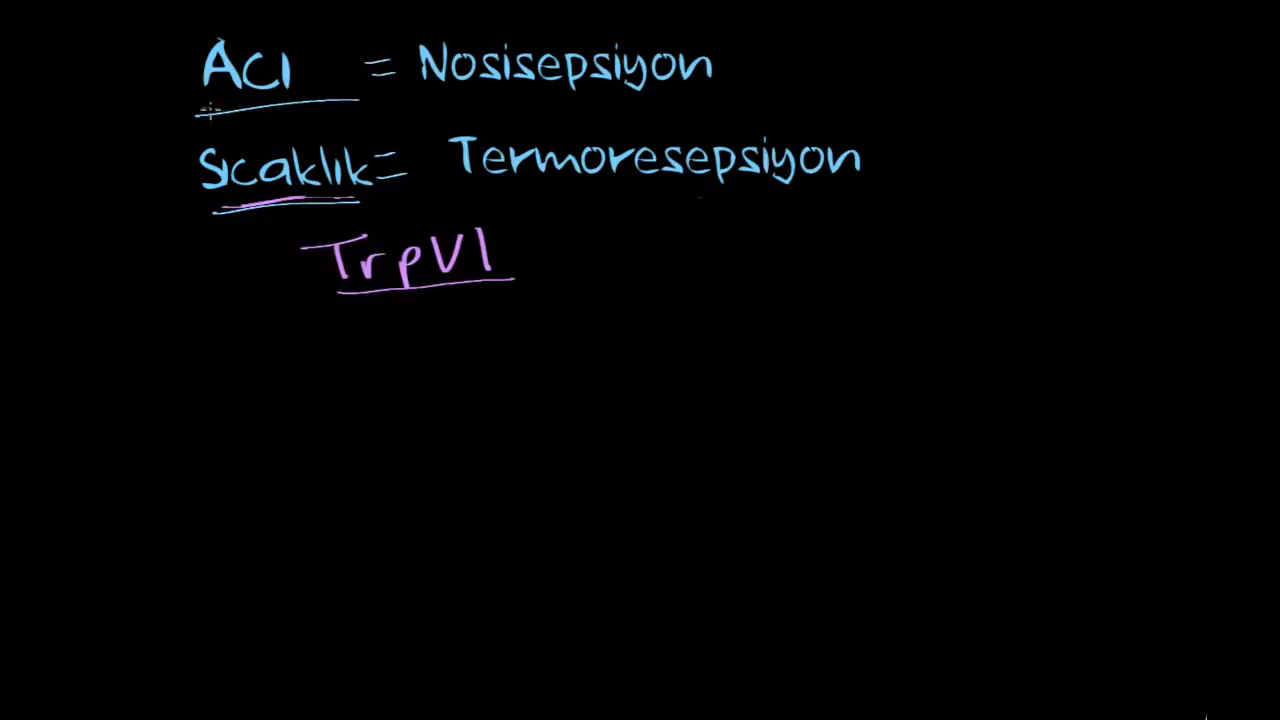 Acı = Nosisepsiyon
Sıcaklık = Termoresepsiyon
TrpV1